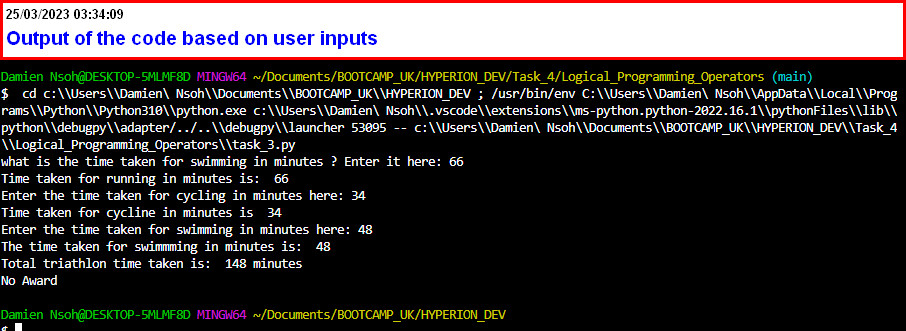 25/03/2023 03:34:09
Output of the code based on user inputs
Damien Nsoh@DESKTOP-5MLMF8D MINGW64 ~/Documents/BOOTCAMP_UK/HYPERION_DEV/Task_4/Logical_Programming_Operators (main)
$  cd c:\\Users\\Damien\ Nsoh\\Documents\\BOOTCAMP_UK\\HYPERION_DEV ; /usr/bin/env C:\\Users\\Damien\ Nsoh\\AppData\\Local\\Prog
rams\\Python\\Python310\\python.exe c:\\Users\\Damien\ Nsoh\\.vscode\\extensions\\ms-python.python-2022.16.1\\pythonFiles\\lib\\
python\\debugpy\\adapter/../..\\debugpy\\launcher 53095 -- c:\\Users\\Damien\ Nsoh\\Documents\\BOOTCAMP_UK\\HYPERION_DEV\\Task_4
\\Logical_Programming_Operators\\task_3.py
what is the time taken for swimming in minutes ? Enter it here: 66
Time taken for running in minutes is:  66
Enter the time taken for cycling in minutes here: 34
Time taken for cycline in minutes is  34
Enter the time taken for swimming in minutes here: 48
The time taken for swimmming in minutes is:  48
Total triathlon time taken is:  148 minutes
No Award
Damien Nsoh@DESKTOP-5MLMF8D MINGW64 ~/Documents/BOOTCAMP_UK/HYPERION_DEV
$